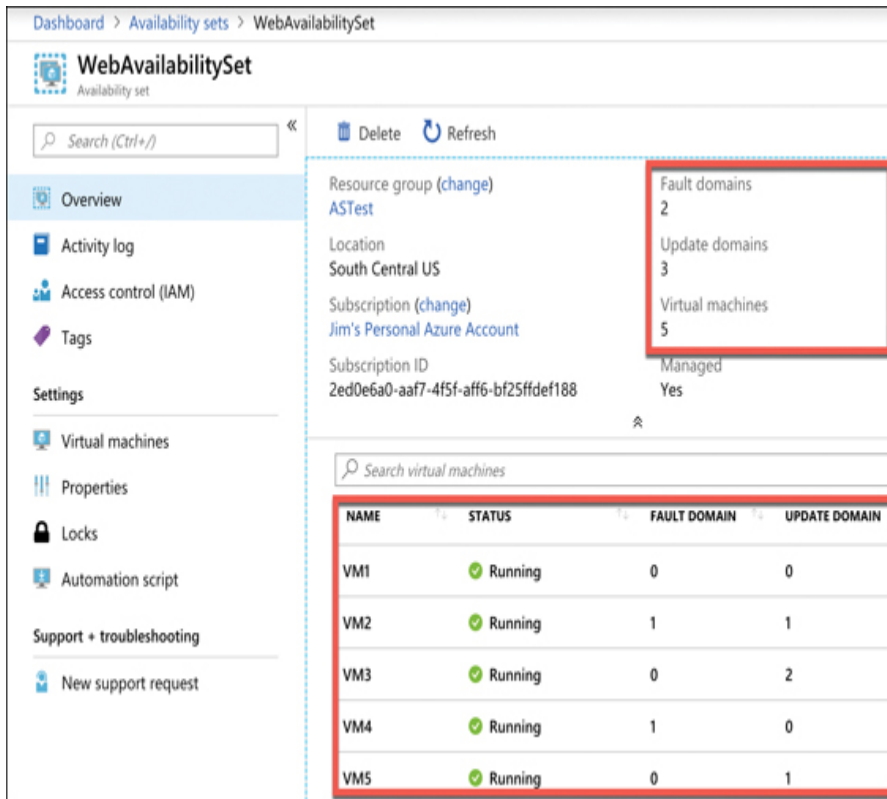 Dashboard > Availability sets > WebAvailabilitySet
WebAvailabilitySet
Availability set
Search (Ctrl+/)
«
Overview
Activity log
Access control (IAM)
Tags
Settings
Virtual machines
Properties
Locks
Automation script
Support + troubleshooting
New support request
Delete Refresh
Resource group (change)
ASTest
Location
South Central US
Subscription (change)
Jim's Personal Azure Account
Subscription ID
2ed0e6a0-aaf7-4f5f-aff6-bf25ffdef188
Fault domains
2
Update domains
3
Virtual machines
5
Managed
Yes
Search virtual machines
NAME STATUS FAULT DOMAIN UPDATE DOMAIN
VM1 Running 0 0
VM2 Running 1 1
VM3 Running 0 2
VM4 Running 1 0
VM5 Running 0 1